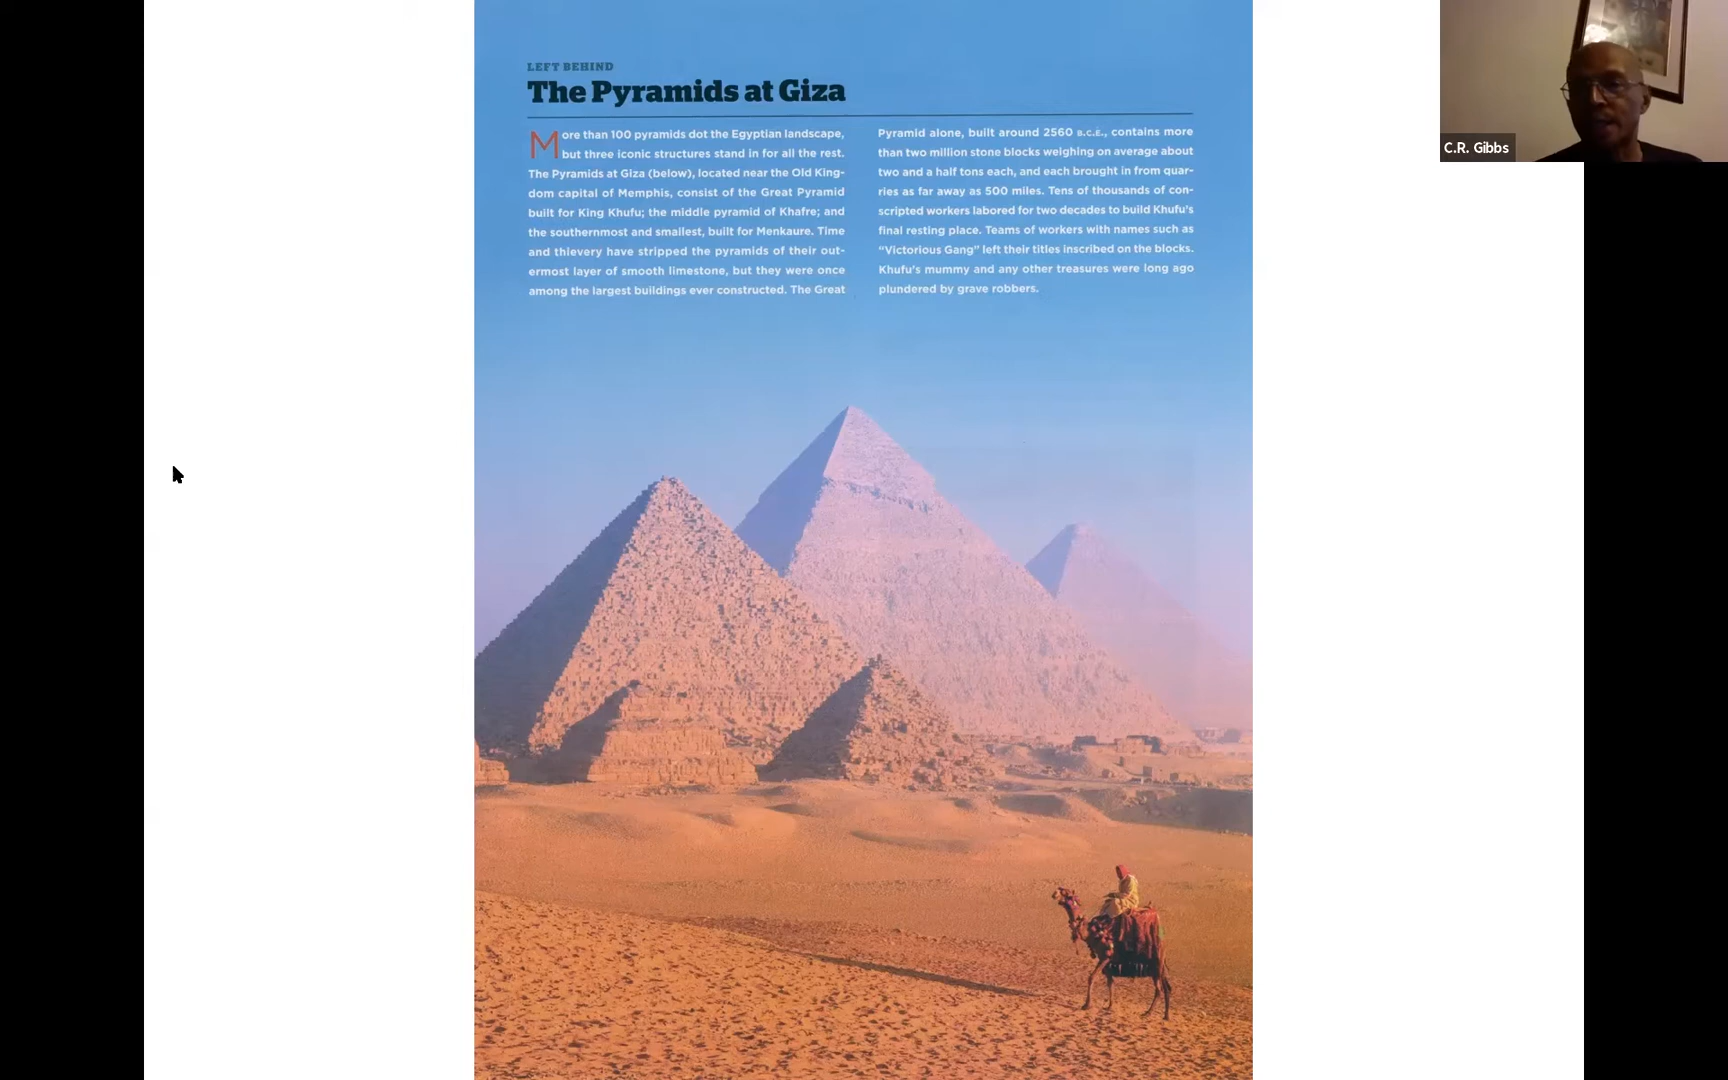 LEFT BEHIND
The Pyramids at Giza
More than 100 pyramids dot the Egyptian landscape,
but three iconic structures stand in for all the rest.
The Pyramids at Giza (below), located near the Old King-
dom capital of Memphis, consist of the Great Pyramid
built for King Khufu; the middle pyramid of Khafre; and
the southernmost and smallest, built for Menkaure. Time
and thievery have stripped the pyramids of their out-
ermost layer of smooth limestone, but they were once
among the largest buildings ever constructed. The Great
Pyramid alone, built around 2560 B.C.E., contains more
than two million stone blocks weighing on average about
two and a half tons each, and each brought in from quar-
ries as far away as 500 miles. Tens of thousands of con-
scripted workers labored for two decades to build Khufu's
final resting place. Teams of workers with names such as
"Victorious Gang" left their titles inscribed on the blocks.
Khufu's mummy and any other treasures were long ago
plundered by grave robbers.
C.R. Gibbs